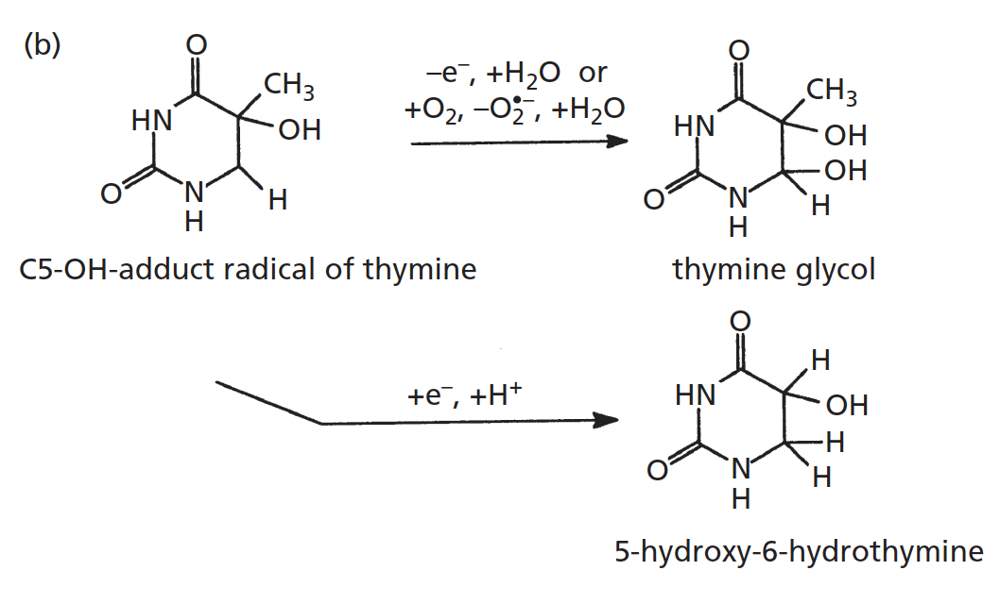 (b)
O
CH3
HN
OH
O
N
H
H
C5-OH-adduct radical of thymine
–e–, +H2O or
+O2, –O2•–, +H2O
O
CH3
HN
OH
OH
O
N
H
H
thymine glycol
+e–, +H+
O
H
HN
OH
H
O
N
H
H
5-hydroxy-6-hydrothymine